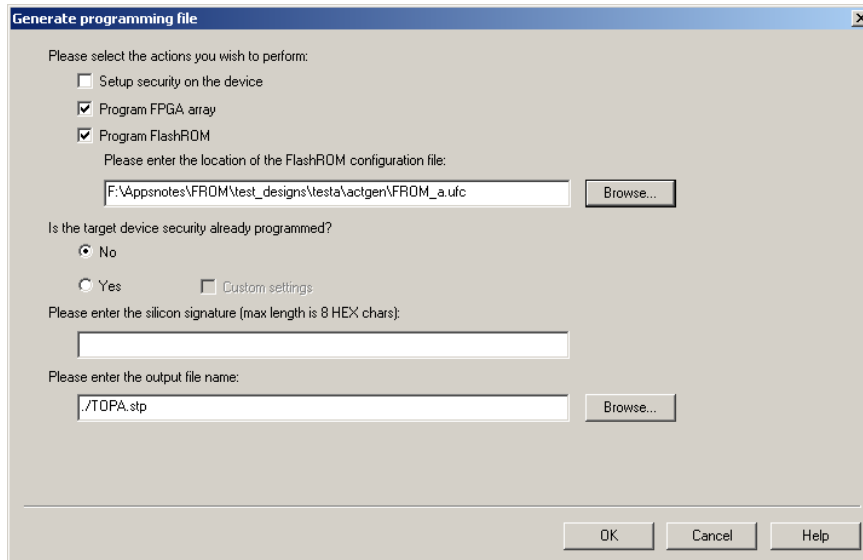 Generate programming file
Please select the actions you wish to perform:
Setup security on the device
Program FPGA array
Program FlashROM
Please enter the location of the FlashROM configuration file:
F:\Appsnotes\FROM\test_designs\testa\actgen\FROM_a.ufc
Browse...
Is the target device security already programmed?
No
Yes
Custom settings
Please enter the silicon signature (max length is 8 HEX chars):
Please enter the output file name:
./TOPA.stp
Browse...
OK
Cancel
Help